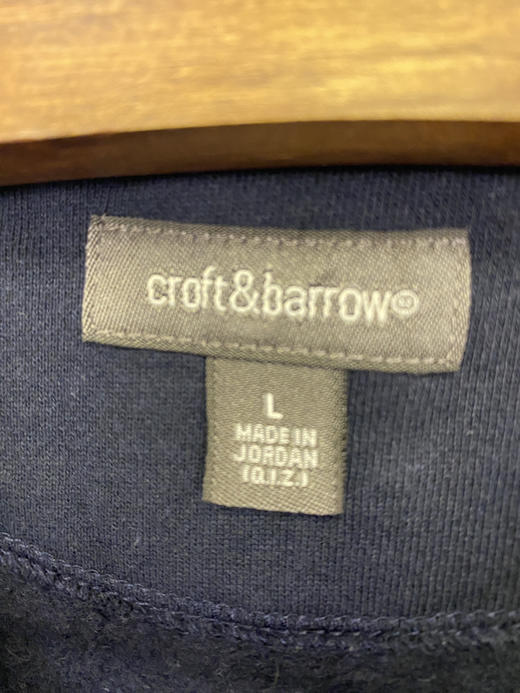 croft&barrow®
L
MADE IN
JORDAN
(Q.I.Z.)